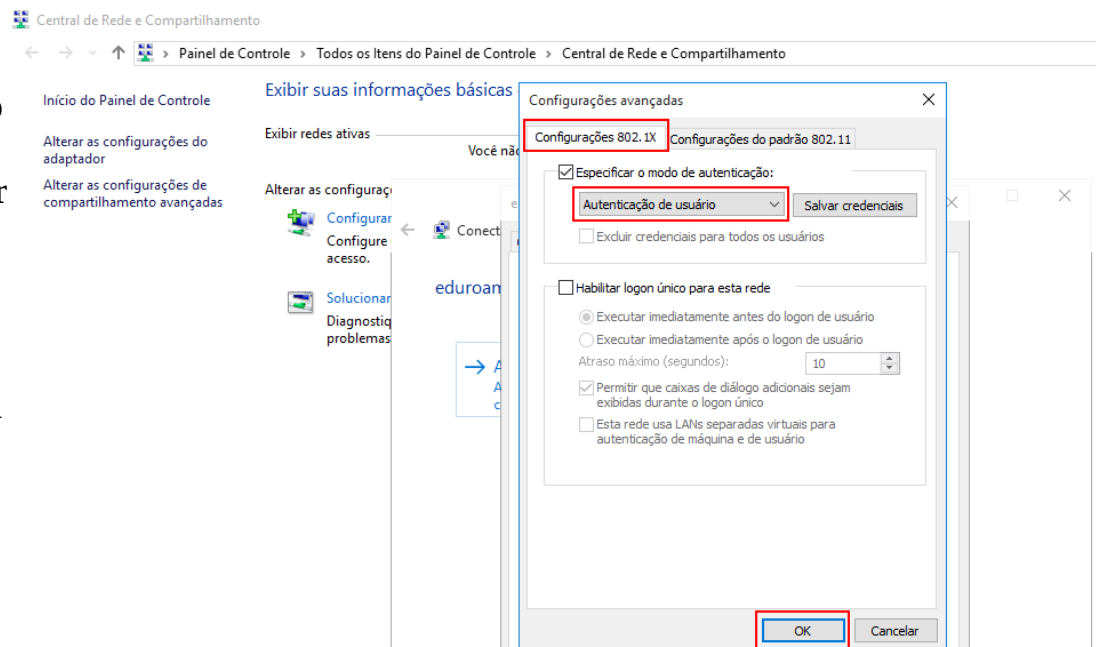 Central de Rede e Compartilhamento
Painel de Controle > Todos os Itens do Painel de Controle > Central de Rede e Compartilhamento
Início do Painel de Controle
Alterar as configurações do
adaptador
Alterar as configurações de
compartilhamento avançadas
Exibir suas informações básicas
Exibir redes ativas
Você não
Alterar as
Configurar
Configure
acesso.
Solucionar
problemas
eduroam
Configurações avançadas
Configurações 802.1X
Configurações do padrão 802.11
Especificar o modo de autenticação:
Autenticação de usuário
Salvar credenciais
Excluir credenciais para todos os usuários
Habilitar logon único para esta rede
Executar imediatamente antes do logon de usuário
Executar imediatamente após o logon de usuário
Atraso máximo (segundos):
10
Permitir que caixas de diálogo adicionais sejam
exibidas durante o logon único
Esta rede usa LANs separadas virtuais para
autenticação de máquina e de usuário
OK
Cancelar